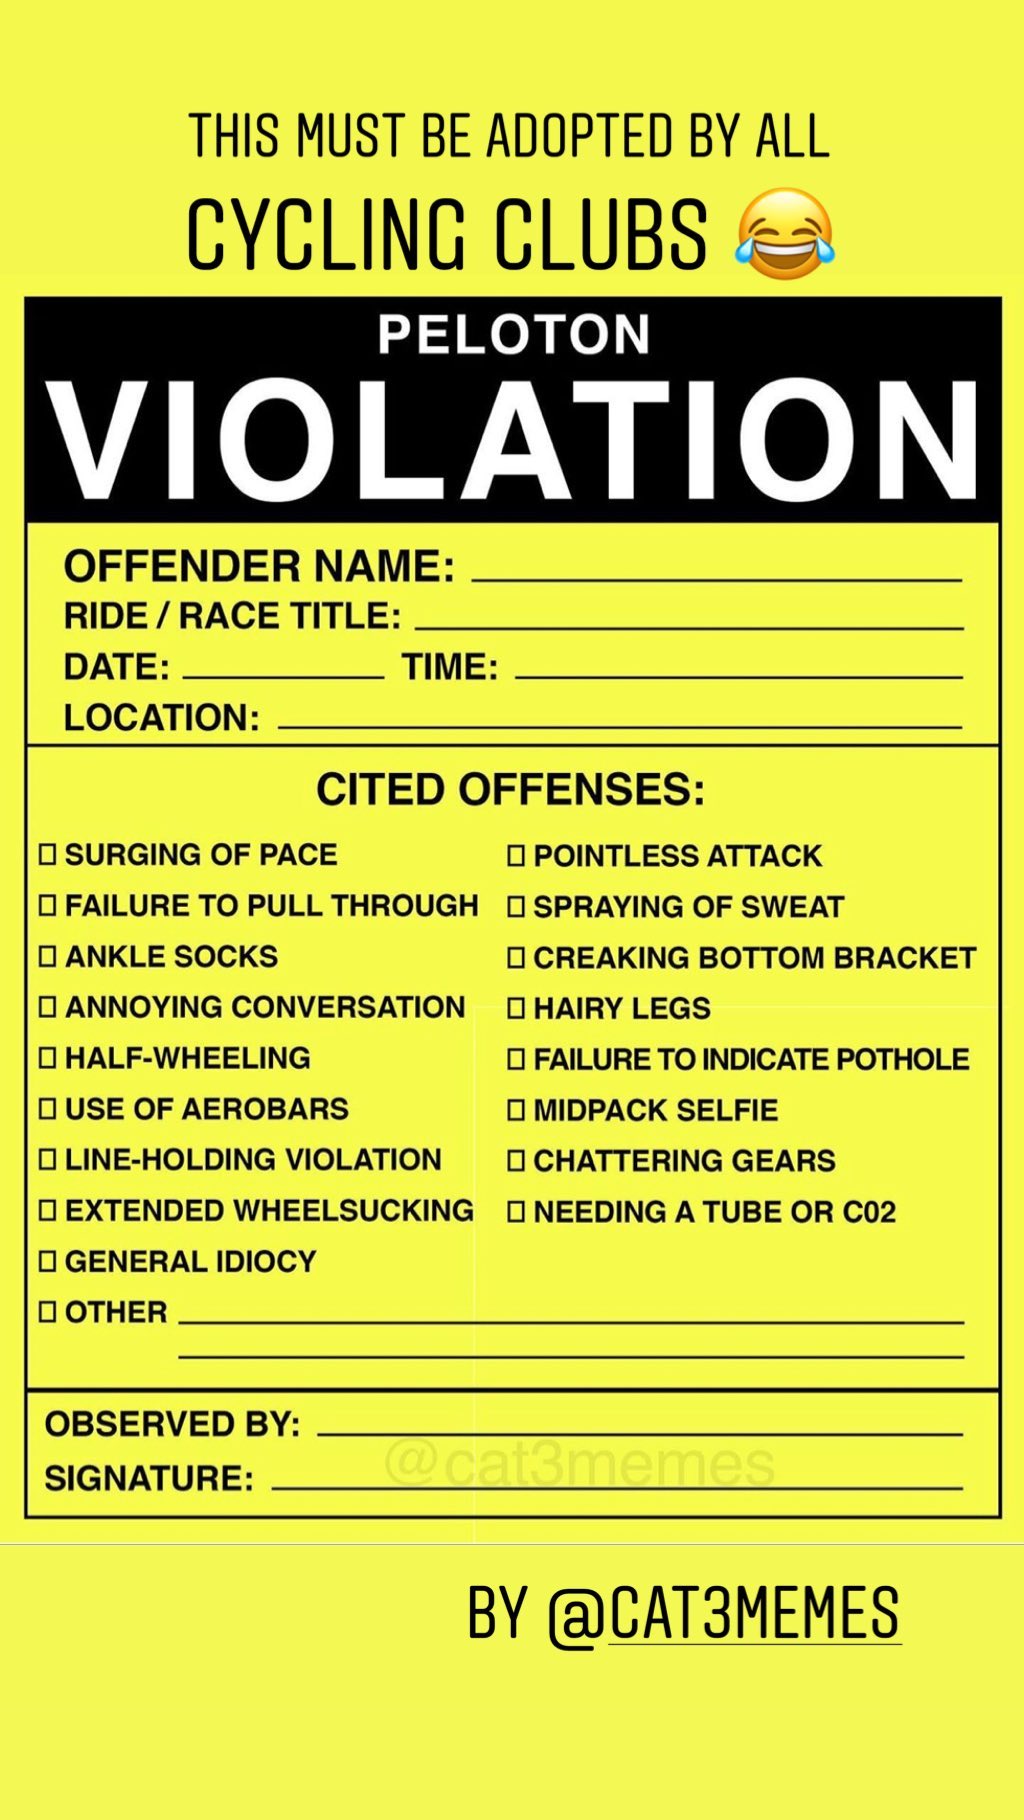 THIS MUST BE ADOPTED BY ALL
CYCLING CLUBS 😂
PELOTON
VIOLATION
OFFENDER NAME:
RIDE / RACE TITLE:
DATE: TIME:
LOCATION:
CITED OFFENSES:
SURGING OF PACE
FAILURE TO PULL THROUGH
ANKLE SOCKS
ANNOYING CONVERSATION
HALF-WHEELING
USE OF AEROBARS
LINE-HOLDING VIOLATION
EXTENDED WHEELSUCKING
GENERAL IDIOCY
OTHER
POINTLESS ATTACK
SPRAYING OF SWEAT
CREAKING BOTTOM BRACKET
HAIRY LEGS
FAILURE TO INDICATE POTHOLE
MIDPACK SELFIE
CHATTERING GEARS
NEEDING A TUBE OR C02
OBSERVED BY:
@cat3memes
SIGNATURE:
BY @CAT3MEMES